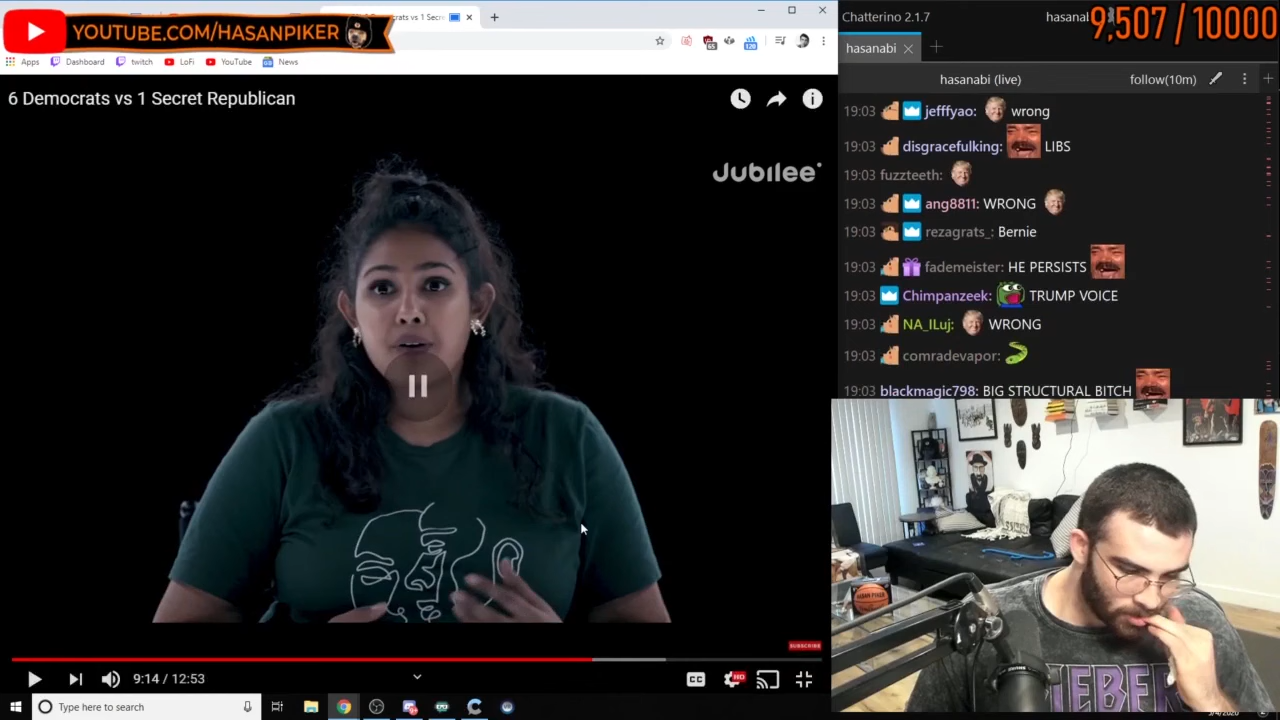 YOUTUBE.COM/HASANPIKER
Apps
Dashboard
twitch
LoFi
YouTube
News
6 Democrats vs 1 Secret Republican
Jubilee
SUBSCRIBE
9:14 / 12:53
CC
HD
Type here to search
Chatterino 2.1.7
9,507 / 10000
hasanabi
hasanabi (live)
follow(10m)
19:03 jefffyao: wrong
19:03 disgracefulking: LIBS
19:03 fuzzteeth:
19:03 ang8811: WRONG
19:03 rezagrats_: Bernie
19:03 fademeister: HE PERSISTS
19:03 Chimpanzeek: TRUMP VOICE
19:03 NA_ILuj: WRONG
19:03 comradevapor:
19:03 blackmagic798: BIG STRUCTURAL BITCH